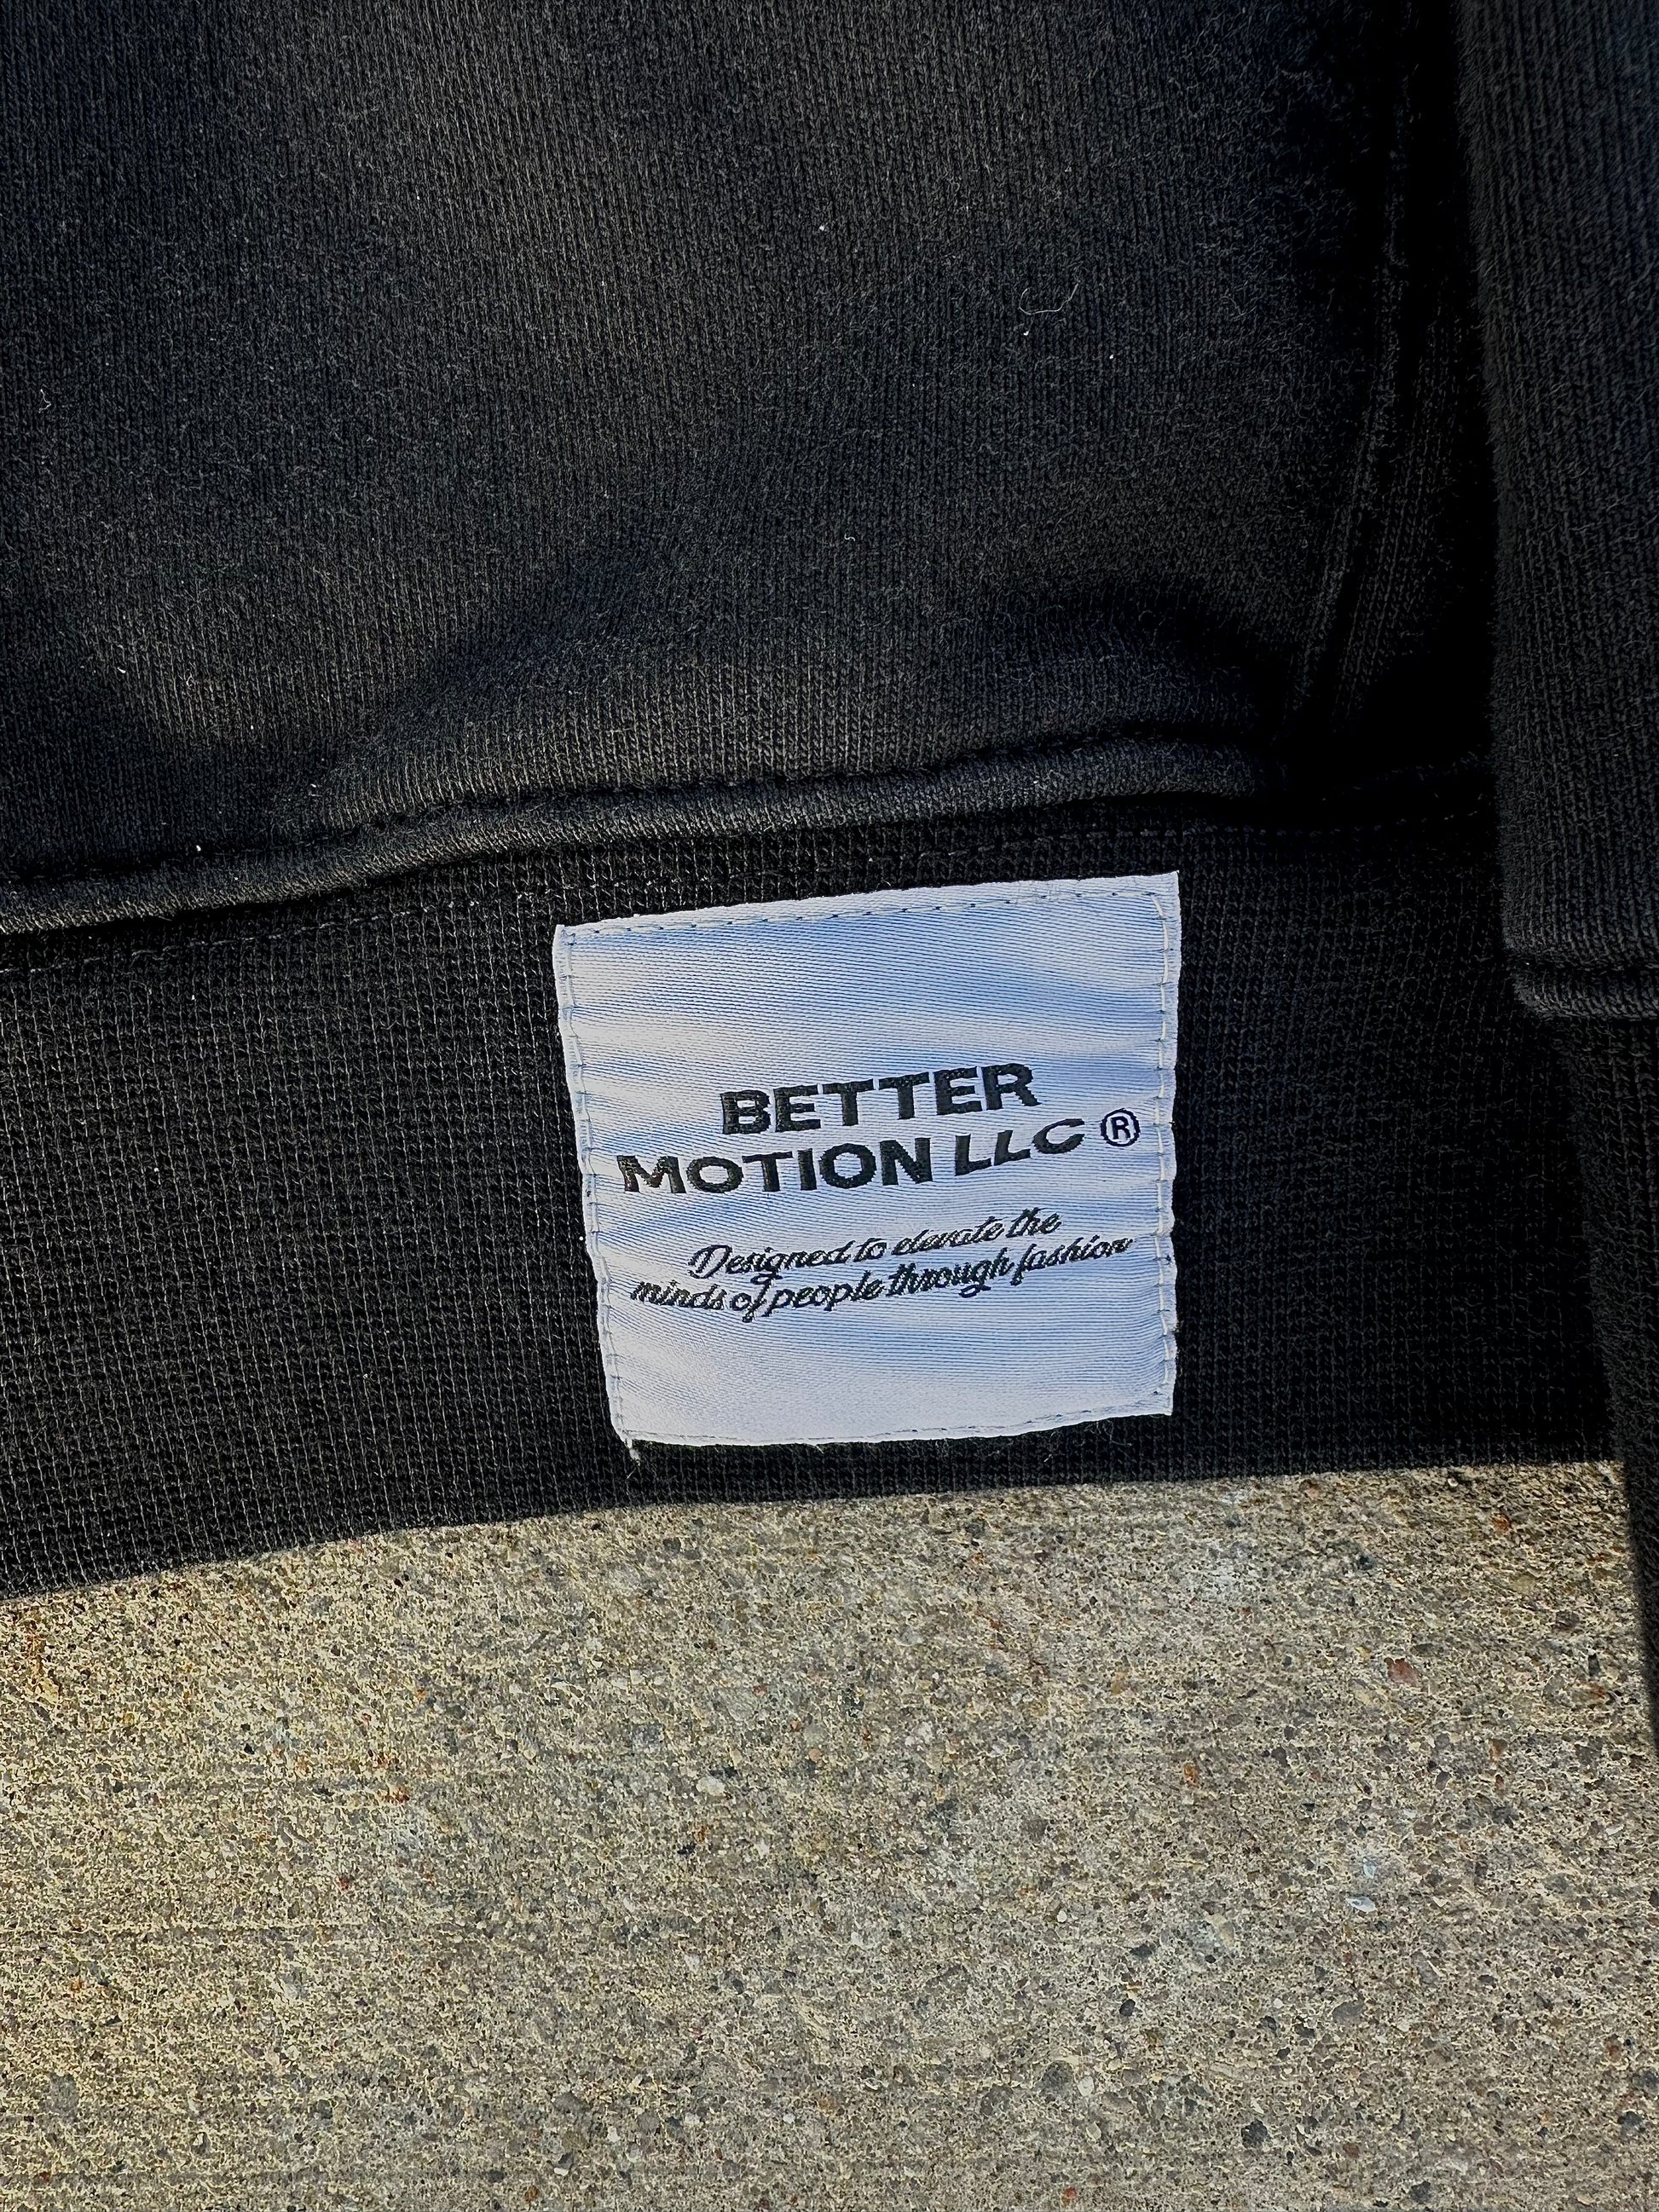 BETTER
MOTION LLC ®
Designed to elevate the
minds of people through fashion